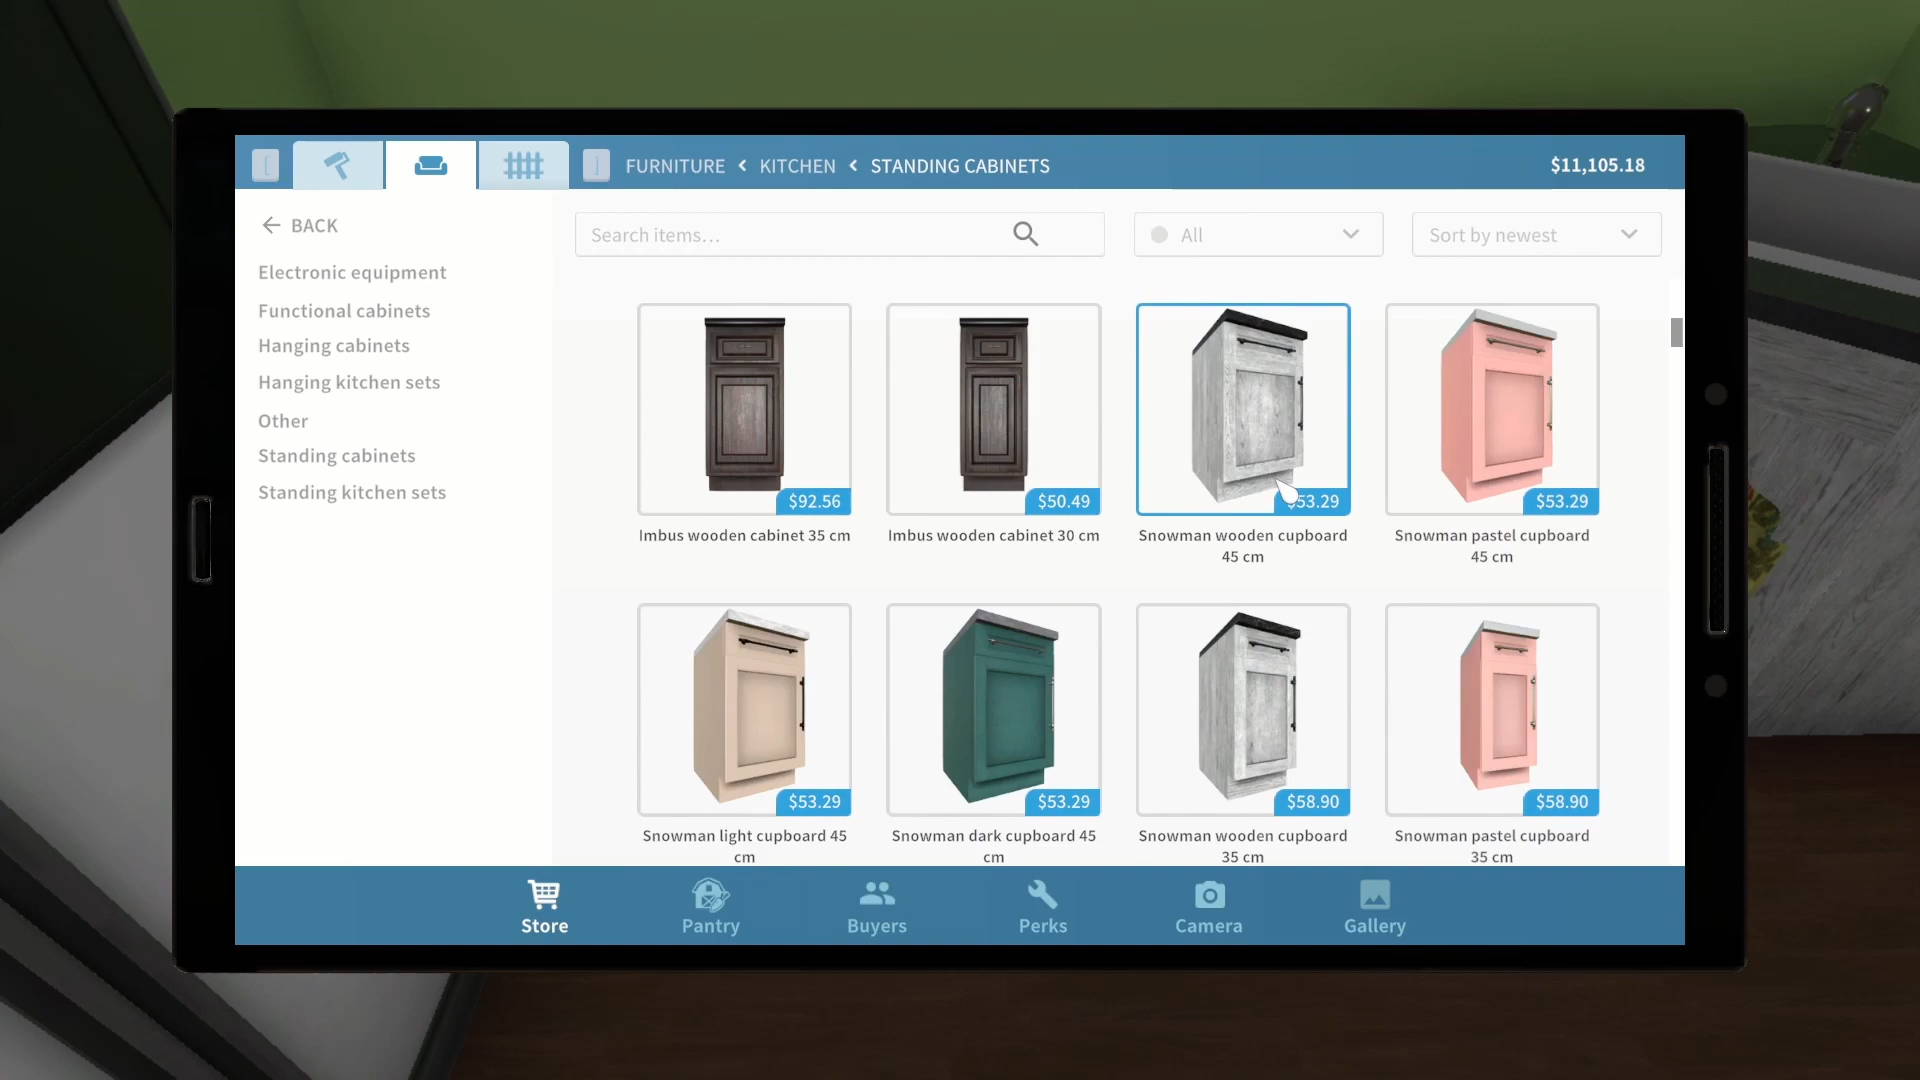 FURNITURE < KITCHEN < STANDING CABINETS
$11,105.18
BACK
Electronic equipment
Functional cabinets
Hanging cabinets
Hanging kitchen sets
Other
Standing cabinets
Standing kitchen sets
Search items...
All
Sort by newest
$92.56
$50.49
$53.29
$53.29
Imbus wooden cabinet 35 cm
Imbus wooden cabinet 30 cm
Snowman wooden cupboard
45 cm
Snowman pastel cupboard
45 cm
$53.29
$53.29
$58.90
$58.90
Snowman light cupboard 45
cm
Snowman dark cupboard 45
cm
Snowman wooden cupboard
35 cm
Snowman pastel cupboard
35 cm
Store
Pantry
Buyers
Perks
Camera
Gallery